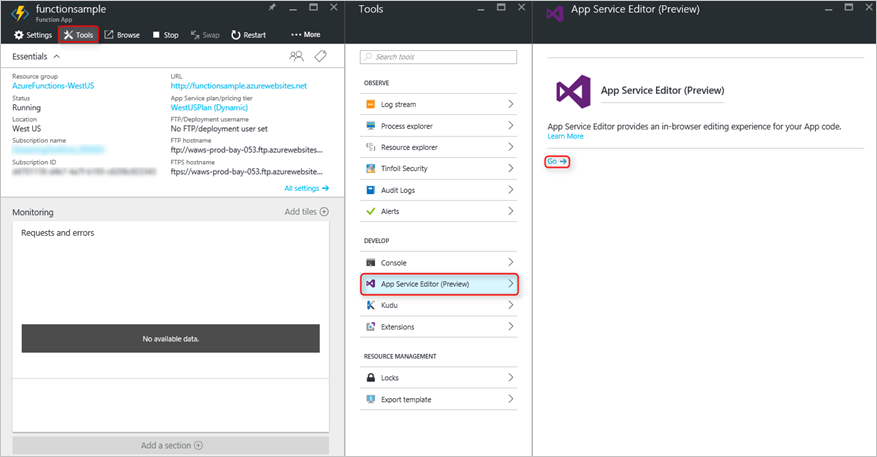 functionsample
Function App
Settings
Tools
Browse
Stop
Swap
Restart
More
Essentials
Resource group
AzureFunctions-WestUS
Status
Running
Location
West US
Subscription name
Subscription ID
URL
http://functionsample.azurewebsites.net
App Service plan/pricing tier
WestUSPlan (Dynamic)
FTP/Deployment username
No FTP/deployment user set
FTP hostname
ftp://waws-prod-bay-053.ftp.azurewebsites...
FTPS hostname
ftps://waws-prod-bay-053.ftp.azurewebsites...
All settings
Monitoring
Add tiles
Requests and errors
No available data.
Add a section
Tools
Search tools
OBSERVE
Log stream
Process explorer
Resource explorer
Tinfoil Security
Audit Logs
Alerts
DEVELOP
Console
App Service Editor (Preview)
Kudu
Extensions
RESOURCE MANAGEMENT
Locks
Export template
App Service Editor (Preview)
App Service Editor (Preview)
App Service Editor provides an in-browser editing experience for your App code.
Learn More
Go